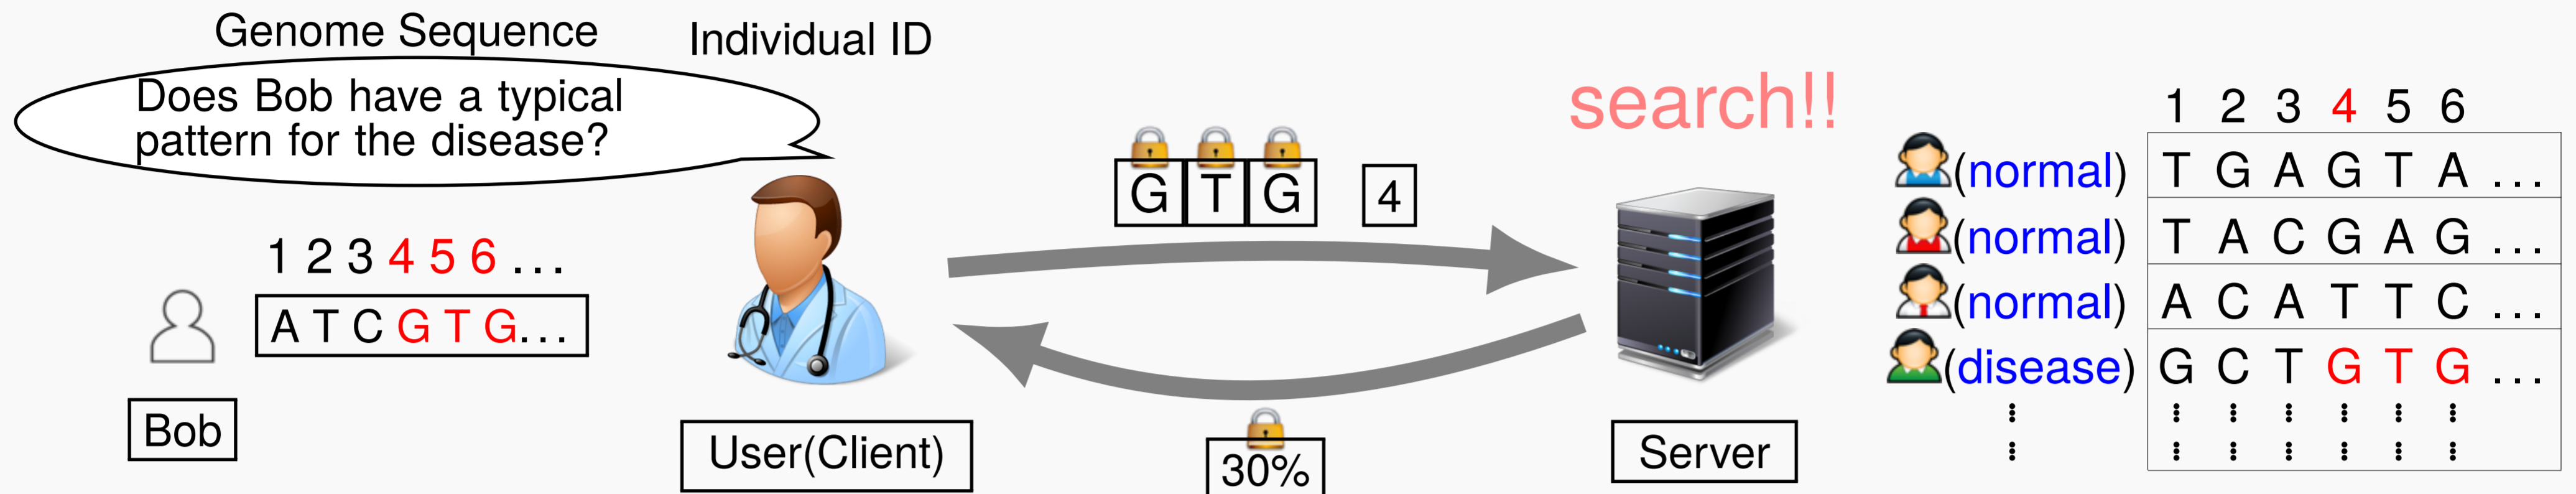 Genome Sequence
Individual ID
Does Bob have a typical
pattern for the disease?
search!!
1 2 3 4 5 6
(normal) T G A G T A ...
(normal) T A C G A G ...
(normal) A C A T T C ...
(disease) G C T G T G ...
G T G 4
1 2 3 4 5 6 ...
A T C G T G...
Bob
User(Client)
30%
Server